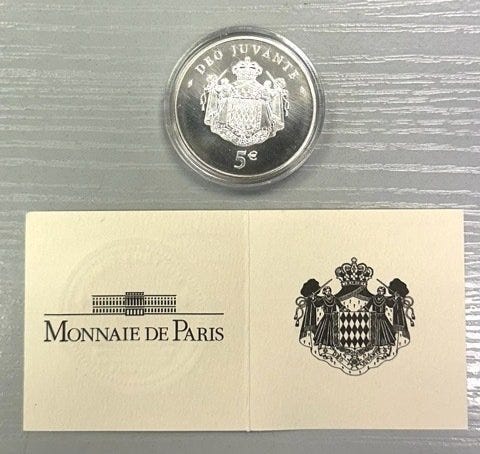 DEO JUVANTE
5€
MONNAIE DE PARIS